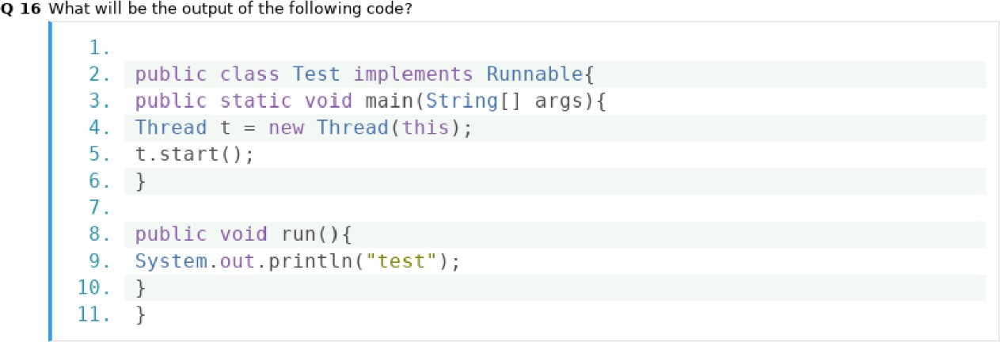 Q 16 What will be the output of the following code?
1.
2. public class Test implements Runnable{
3. public static void main(String[] args){
4. Thread t = new Thread(this);
5. t.start();
6. }
7.
8. public void run(){
9. System.out.println("test");
10. }
11. }